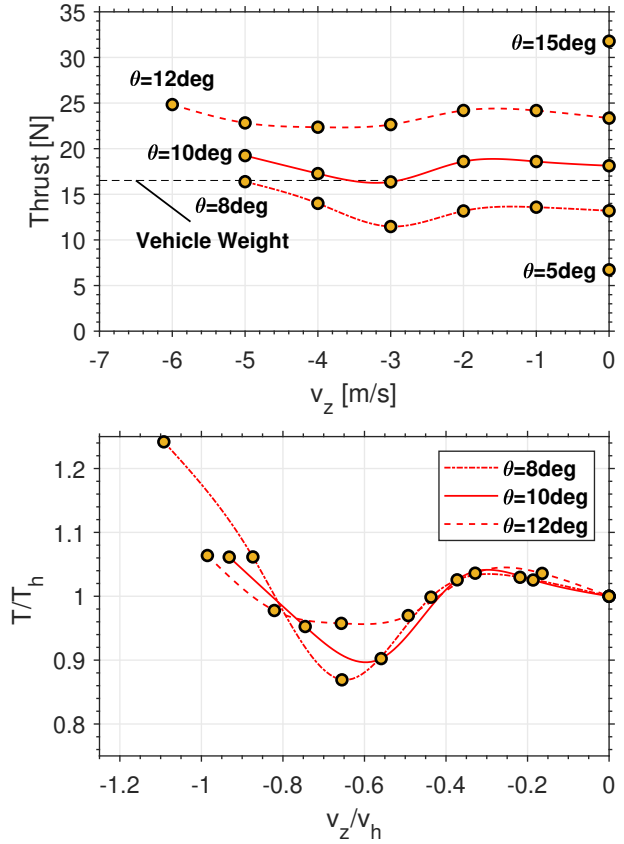 35
30
25
20
15
10
5
0
Thrust [N]
θ=15deg
θ=12deg
θ=10deg
θ=8deg
Vehicle Weight
θ=5deg
-7 -6 -5 -4 -3 -2 -1 0
v_z [m/s]
1.2
1.1
1
0.9
0.8
T/T_h
θ=8deg
θ=10deg
θ=12deg
-1.2 -1 -0.8 -0.6 -0.4 -0.2 0
v_z/v_h